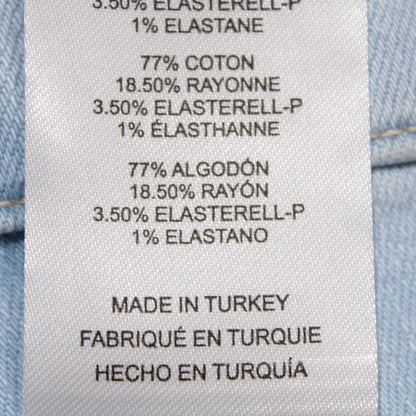 3.50% ELASTERELL-P
1% ELASTANE
77% COTON
18.50% RAYONNE
3.50% ELASTERELL-P
1% ÉLASTHANNE
77% ALGODÓN
18.50% RAYÓN
3.50% ELASTERELL-P
1% ELASTANO
MADE IN TURKEY
FABRIQUÉ EN TURQUIE
HECHO EN TURQUÍA